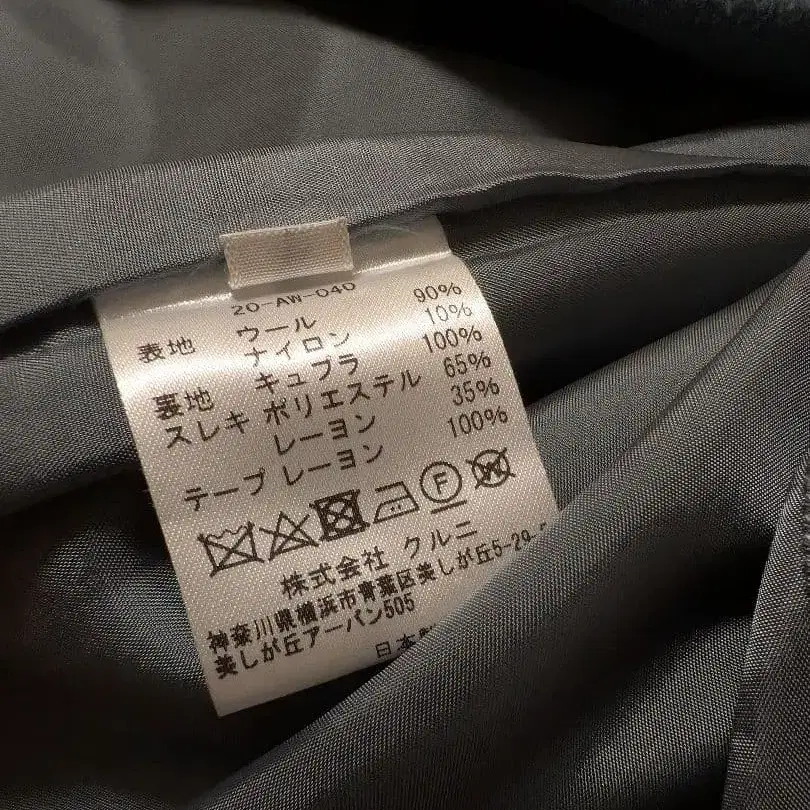 20-AW-040
表地 ウール 90%
ナイロン 10%
裏地 キュプラ 100%
スレキ ポリエステル 65%
レーヨン 35%
テープ レーヨン 100%
F W
株式会社 クルニ
神奈川県横浜市青葉区美しが丘5-29-
美しが丘アーバン505
日本製